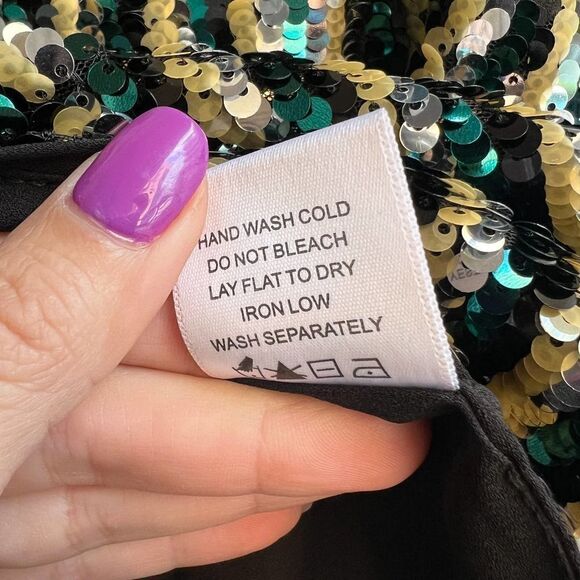 HAND WASH COLD
DO NOT BLEACH
LAY FLAT TO DRY
IRON LOW
WASH SEPARATELY